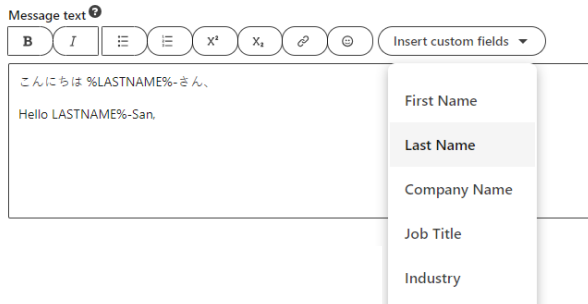 Message text ?
B I X² X₂ Insert custom fields
こんにちは %LASTNAME%-さん、
Hello LASTNAME%-San,
First Name
Last Name
Company Name
Job Title
Industry